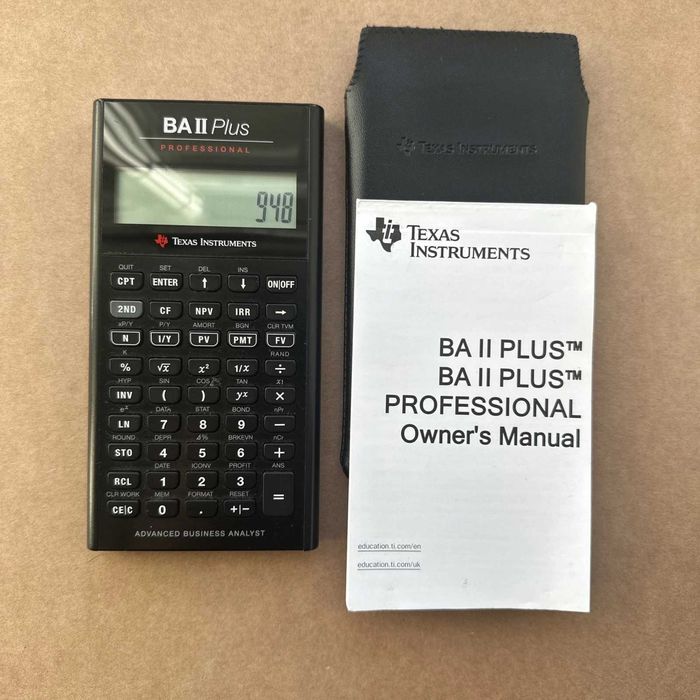 BA II Plus
PROFESSIONAL
948
TEXAS INSTRUMENTS
QUIT SET DEL INS
CPT ENTER ↑ ↓ ON|OFF
2ND CF NPV IRR →
xP/Y P/Y AMORT BGN CLR TVM
N I/Y PV PMT FV
K RAND
% √x x² 1/x ÷
HYP SIN COS TAN x!
INV ( ) yˣ ×
eˣ DATA STAT BOND nPr
LN 7 8 9 −
ROUND DEPR Δ% BRKEVN nCr
STO 4 5 6 +
DATE ICONV PROFIT ANS
RCL 1 2 3 =
CLR WORK MEM FORMAT RESET
CE|C 0 . +|−
ADVANCED BUSINESS ANALYST
TEXAS INSTRUMENTS
TEXAS
INSTRUMENTS
BA II PLUS™
BA II PLUS™
PROFESSIONAL
Owner's Manual
education.ti.com/en
education.ti.com/uk